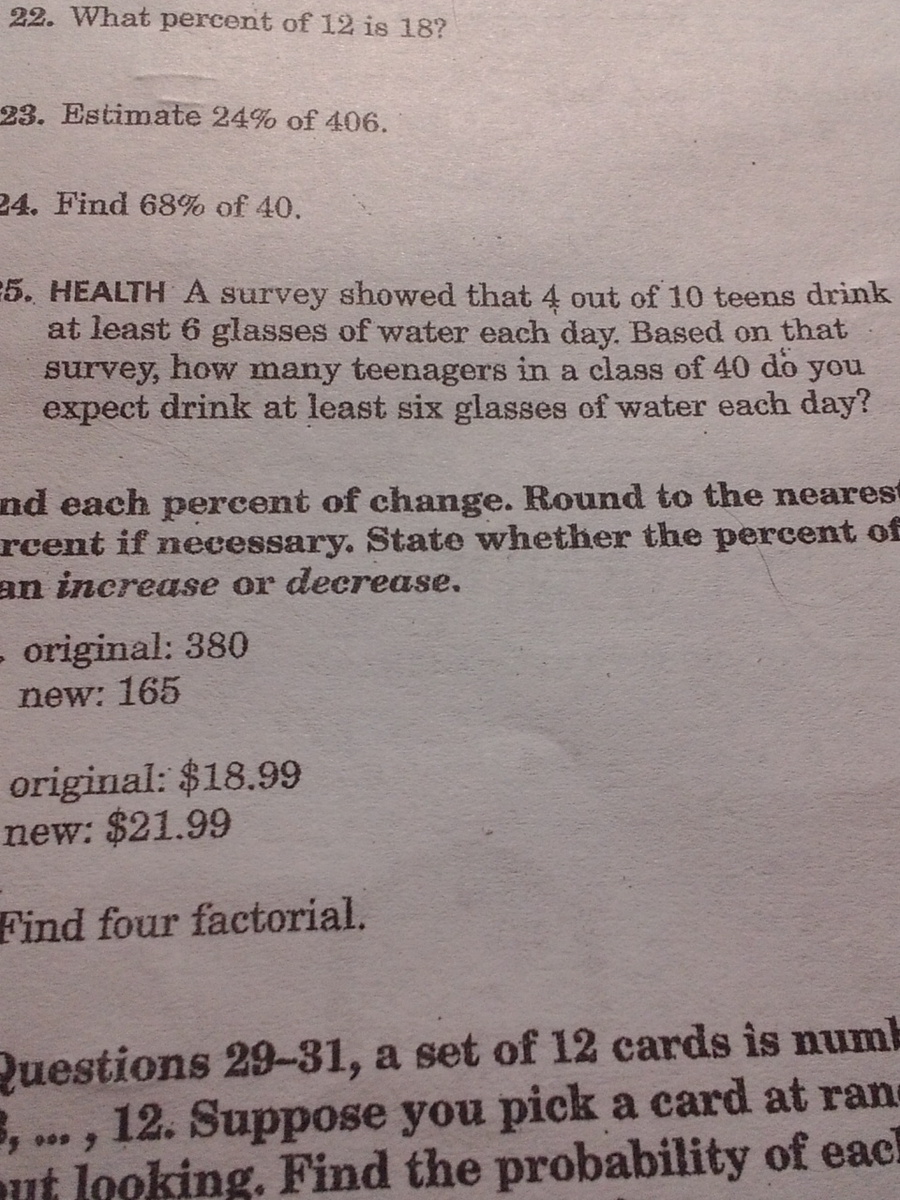 22. What percent of 12 is 18?
23. Estimate 24% of 406.
24. Find 68% of 40.
5. HEALTH A survey showed that 4 out of 10 teens drink
at least 6 glasses of water each day. Based on that
survey, how many teenagers in a class of 40 do you
expect drink at least six glasses of water each day?
nd each percent of change. Round to the nearest
rcent if necessary. State whether the percent of
an increase or decrease.
. original: 380
new: 165
original: $18.99
new: $21.99
Find four factorial.
Questions 29–31, a set of 12 cards is numb
3, ... , 12. Suppose you pick a card at ran
out looking. Find the probability of each